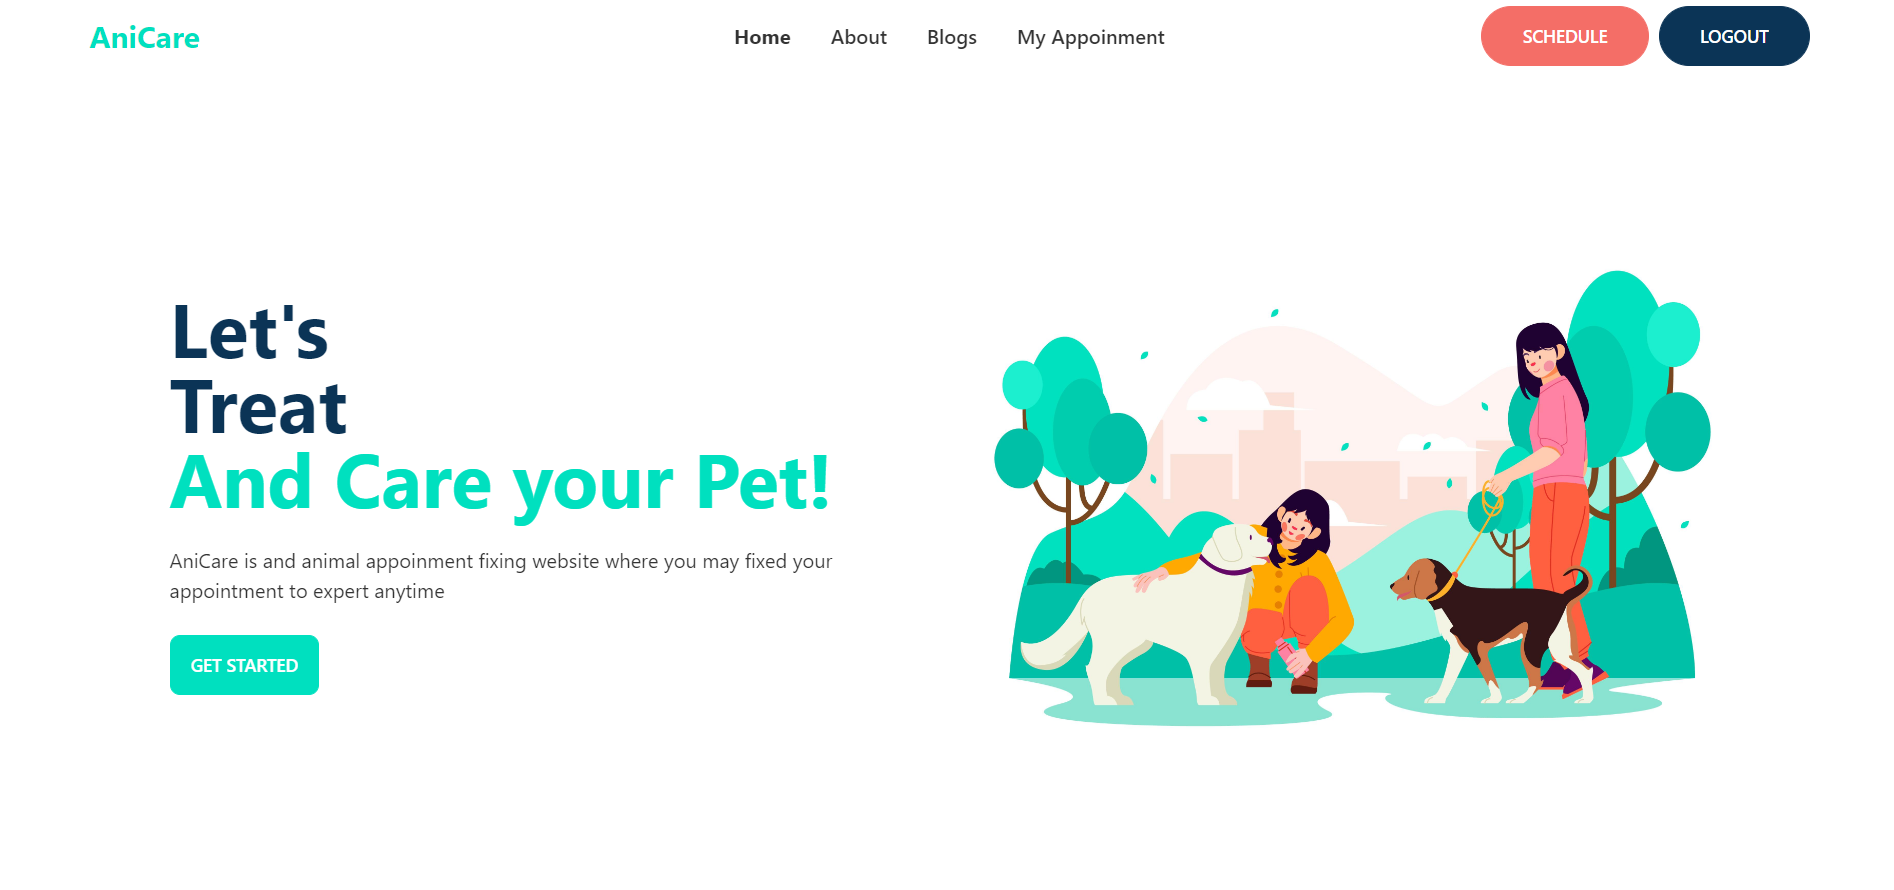 AniCare
Home About Blogs My Appoinment
SCHEDULE LOGOUT
Let's
Treat
And Care your Pet!
AniCare is and animal appoinment fixing website where you may fixed your
appointment to expert anytime
GET STARTED